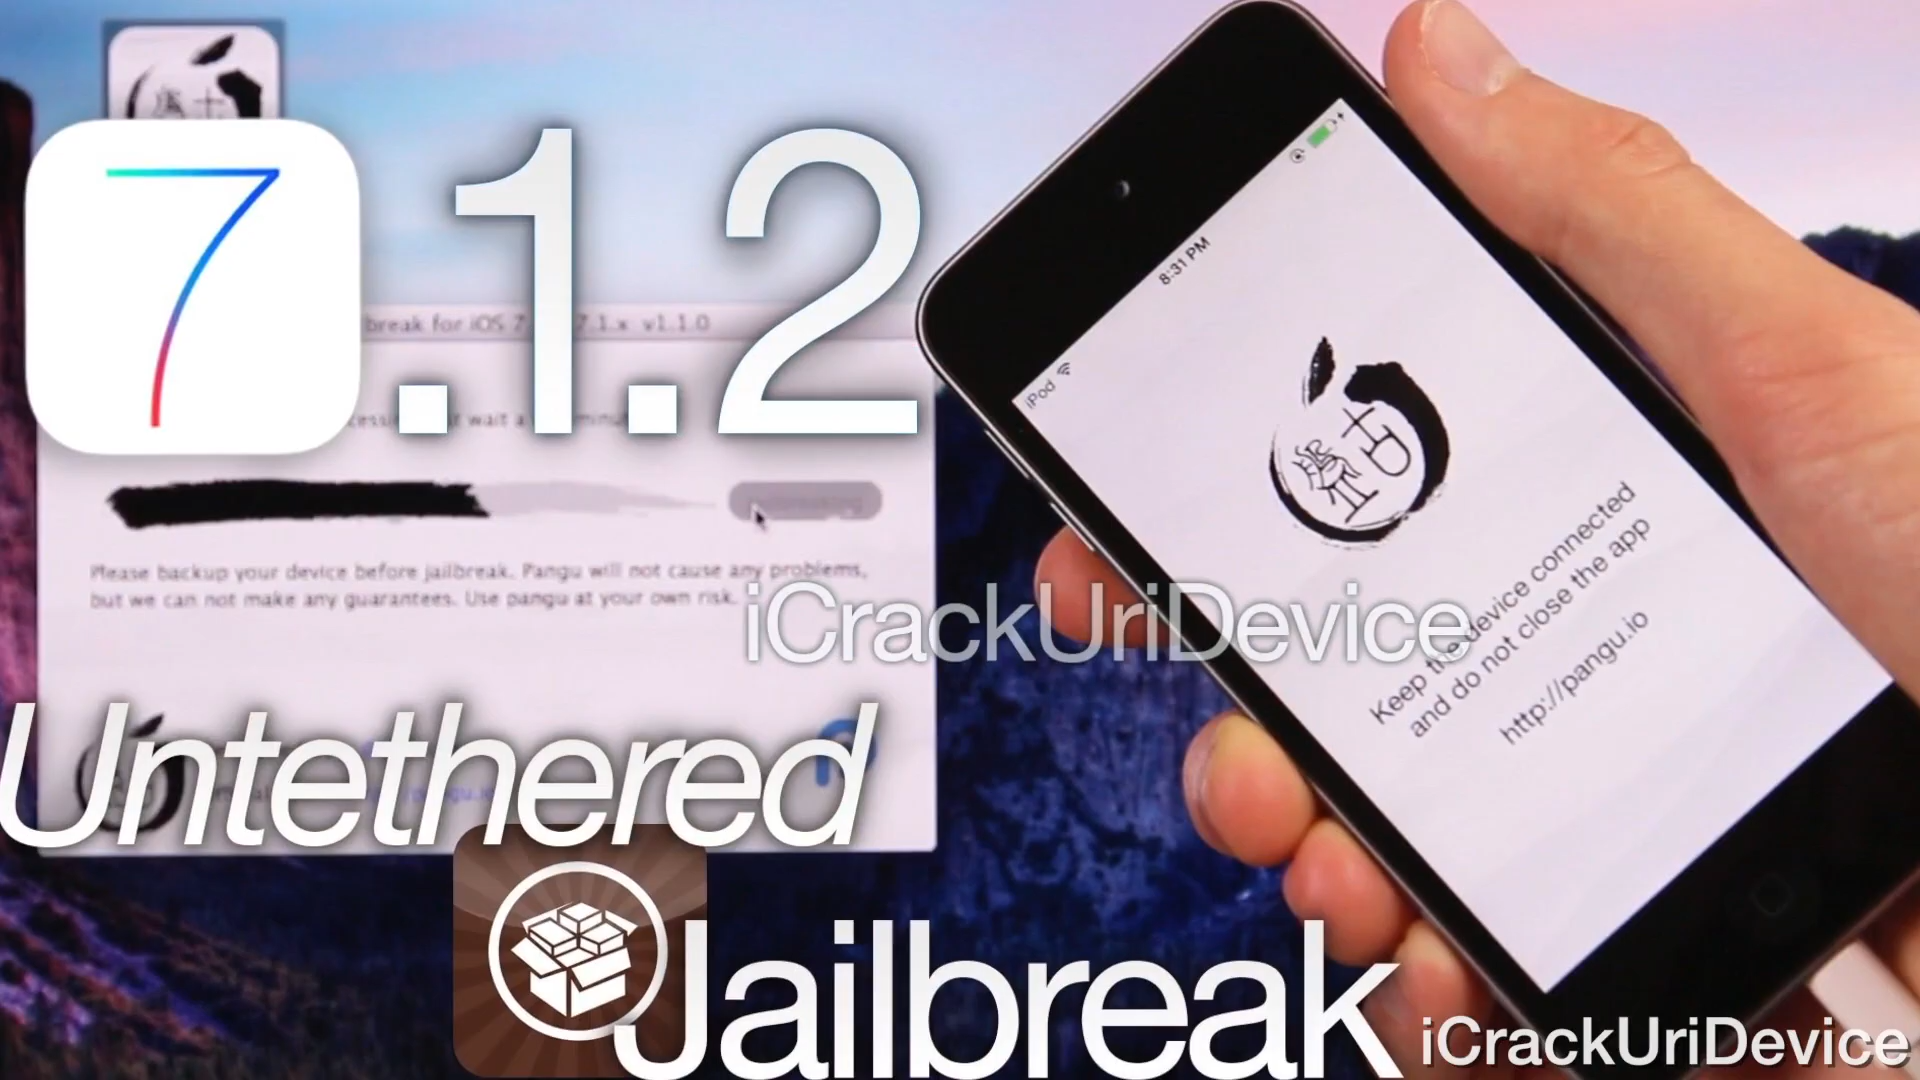 7.1.2
break for iOS 7
7.1.x v1.1.0
wait a
Please backup your device before jailbreak. Pangu will not cause any problems,
but we can not make any guarantees. Use pangu at your own risk.
iCrackUriDevice
Untethered
Jailbreak
iCrackUriDevice
iPod
8:31 PM
盤古
Keep the device connected
and do not close the app
http://pangu.io